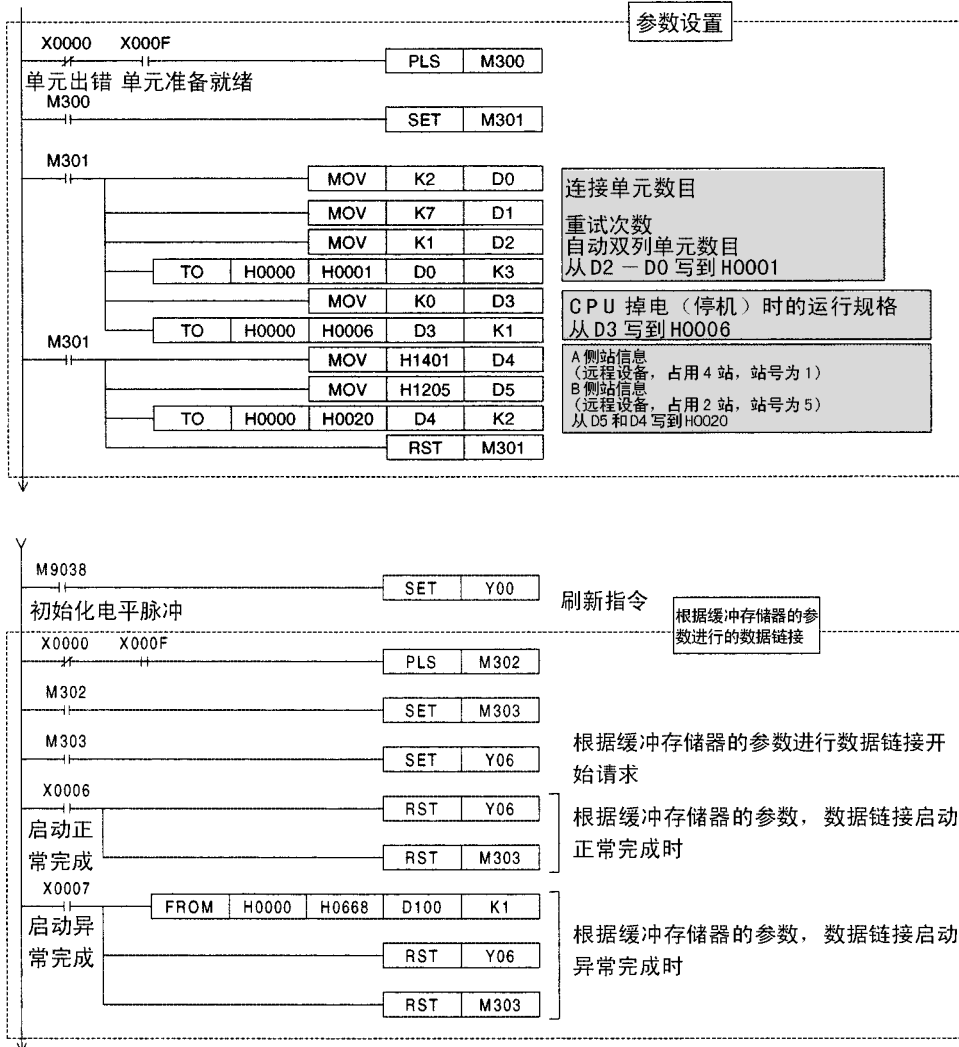 参数设置
X0000 X000F
PLS M300
单元出错 单元准备就绪
M300
SET M301
M301
MOV K2 D0
连接单元数目
MOV K7 D1
重试次数
MOV K1 D2
自动双列单元数目
TO H0000 H0001 D0 K3
从D2－D0 写到H0001
MOV K0 D3
CPU 掉电（停机）时的运行规格
TO H0000 H0006 D3 K1
从D3 写到H0006
M301
MOV H1401 D4
A侧站信息
（远程设备，占用4站，站号为1）
MOV H1205 D5
B侧站信息
（远程设备，占用2站，站号为5）
TO H0000 H0020 D4 K2
从D5和D4写到H0020
RST M301
M9038
SET Y00
刷新指令
初始化电平脉冲
根据缓冲存储器的参
数进行的数据链接
X0000 X000F
PLS M302
M302
SET M303
M303
SET Y06
根据缓冲存储器的参数进行数据链接开
始请求
X0006
RST Y06
启动正
常完成
RST M303
根据缓冲存储器的参数，数据链接启动
正常完成时
X0007
FROM H0000 H0668 D100 K1
启动异
常完成
RST Y06
根据缓冲存储器的参数，数据链接启动
异常完成时
RST M303